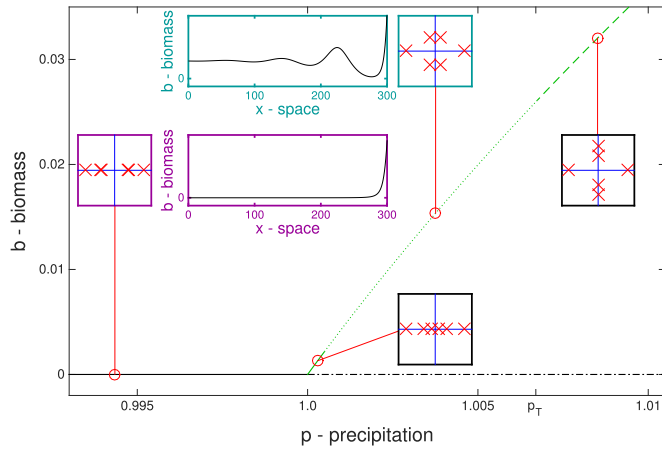 b - biomass
0
0 100 200 300
x - space
b - biomass
0
0 100 200 300
x - space
0.03
0.02
0.01
0
b - biomass
0.995 1.0 1.005 p_T 1.01
p - precipitation